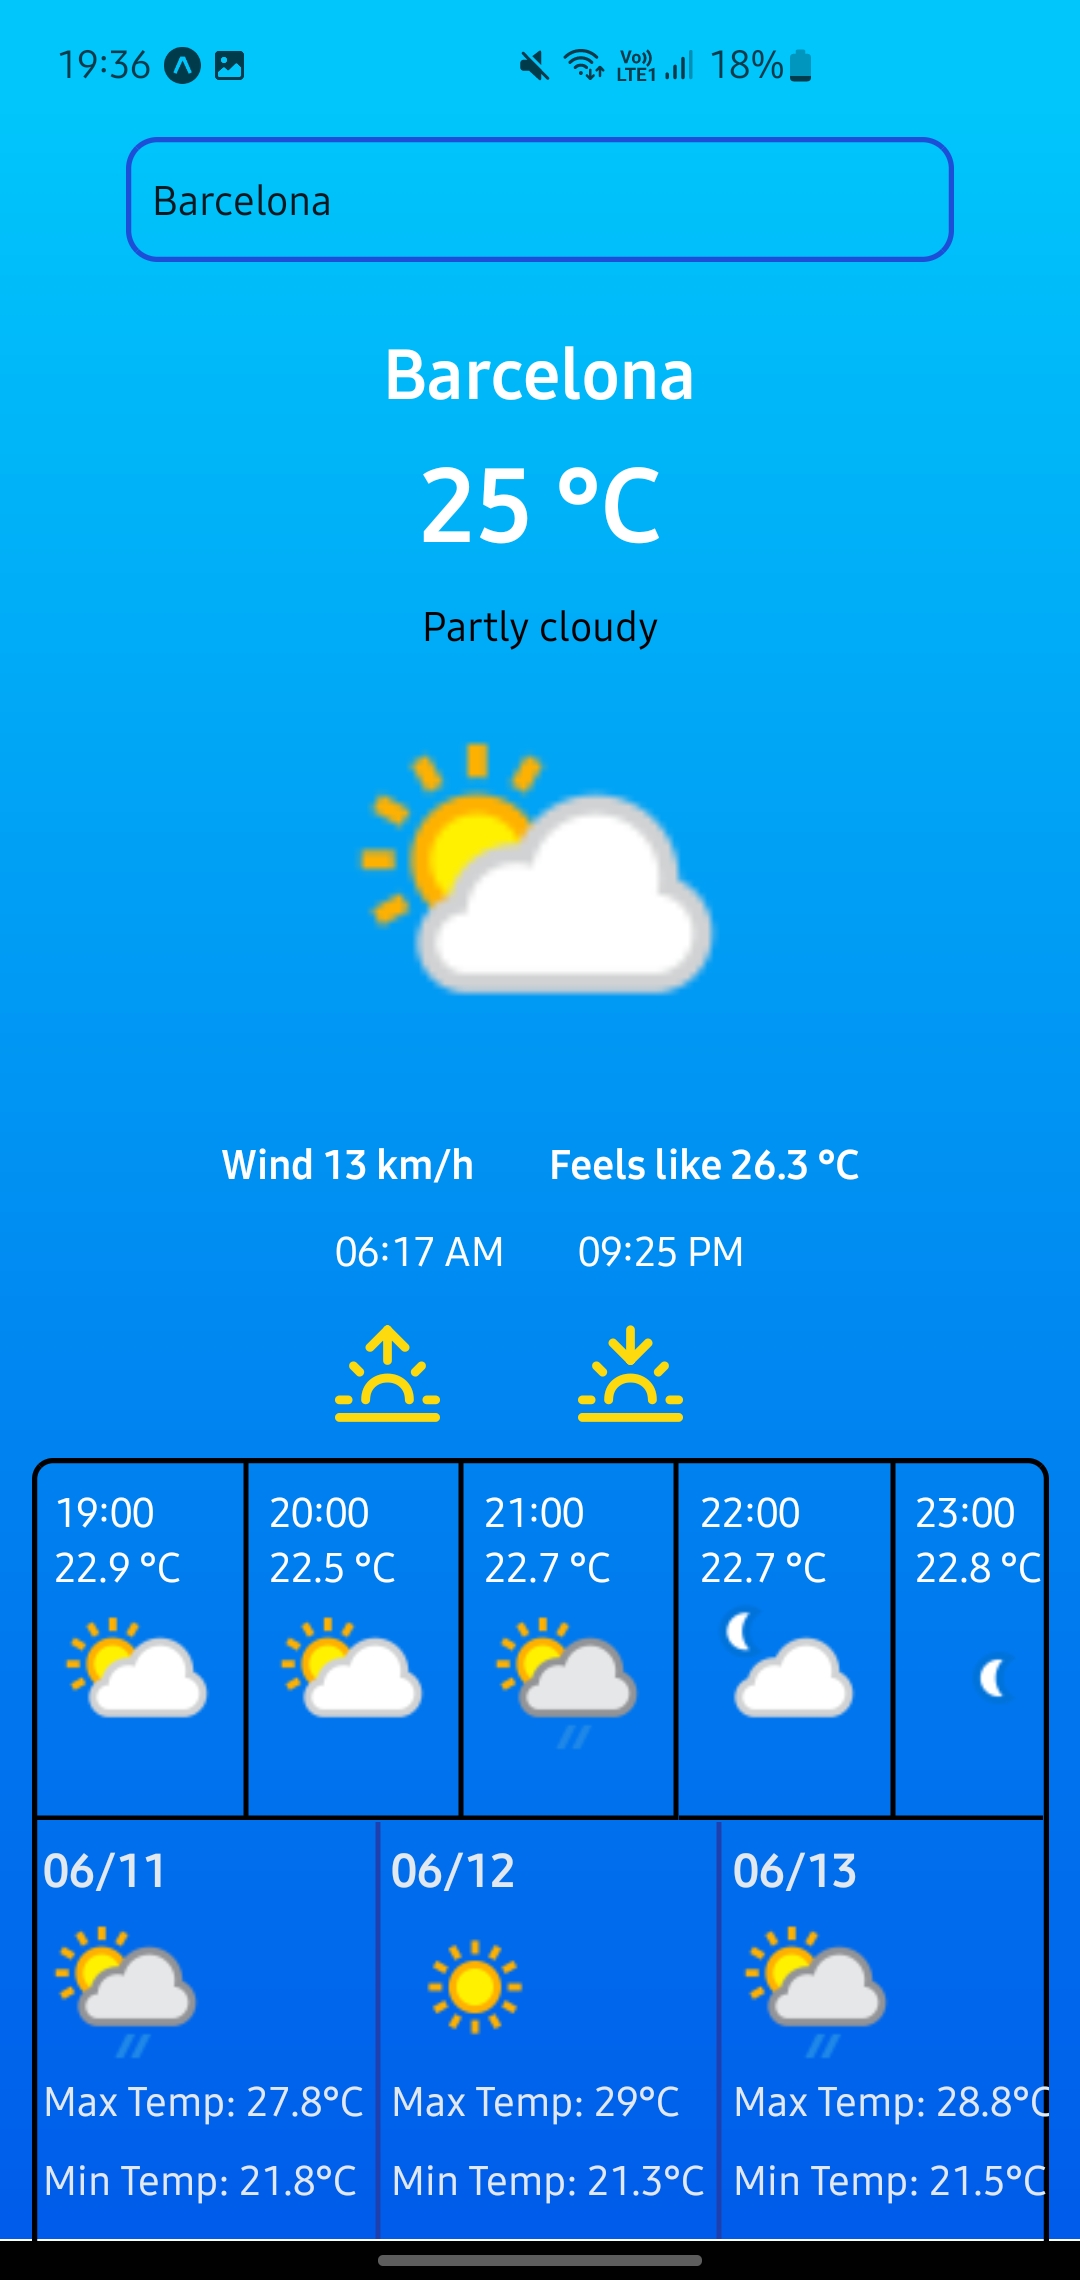 19:36 Vo)) LTE1 18%
Barcelona
Barcelona
25 °C
Partly cloudy
Wind 13 km/h Feels like 26.3 °C
06:17 AM 09:25 PM
19:00 20:00 21:00 22:00 23:00
22.9 °C 22.5 °C 22.7 °C 22.7 °C 22.8 °C
06/11 06/12 06/13
Max Temp: 27.8°C Max Temp: 29°C Max Temp: 28.8°C
Min Temp: 21.8°C Min Temp: 21.3°C Min Temp: 21.5°C